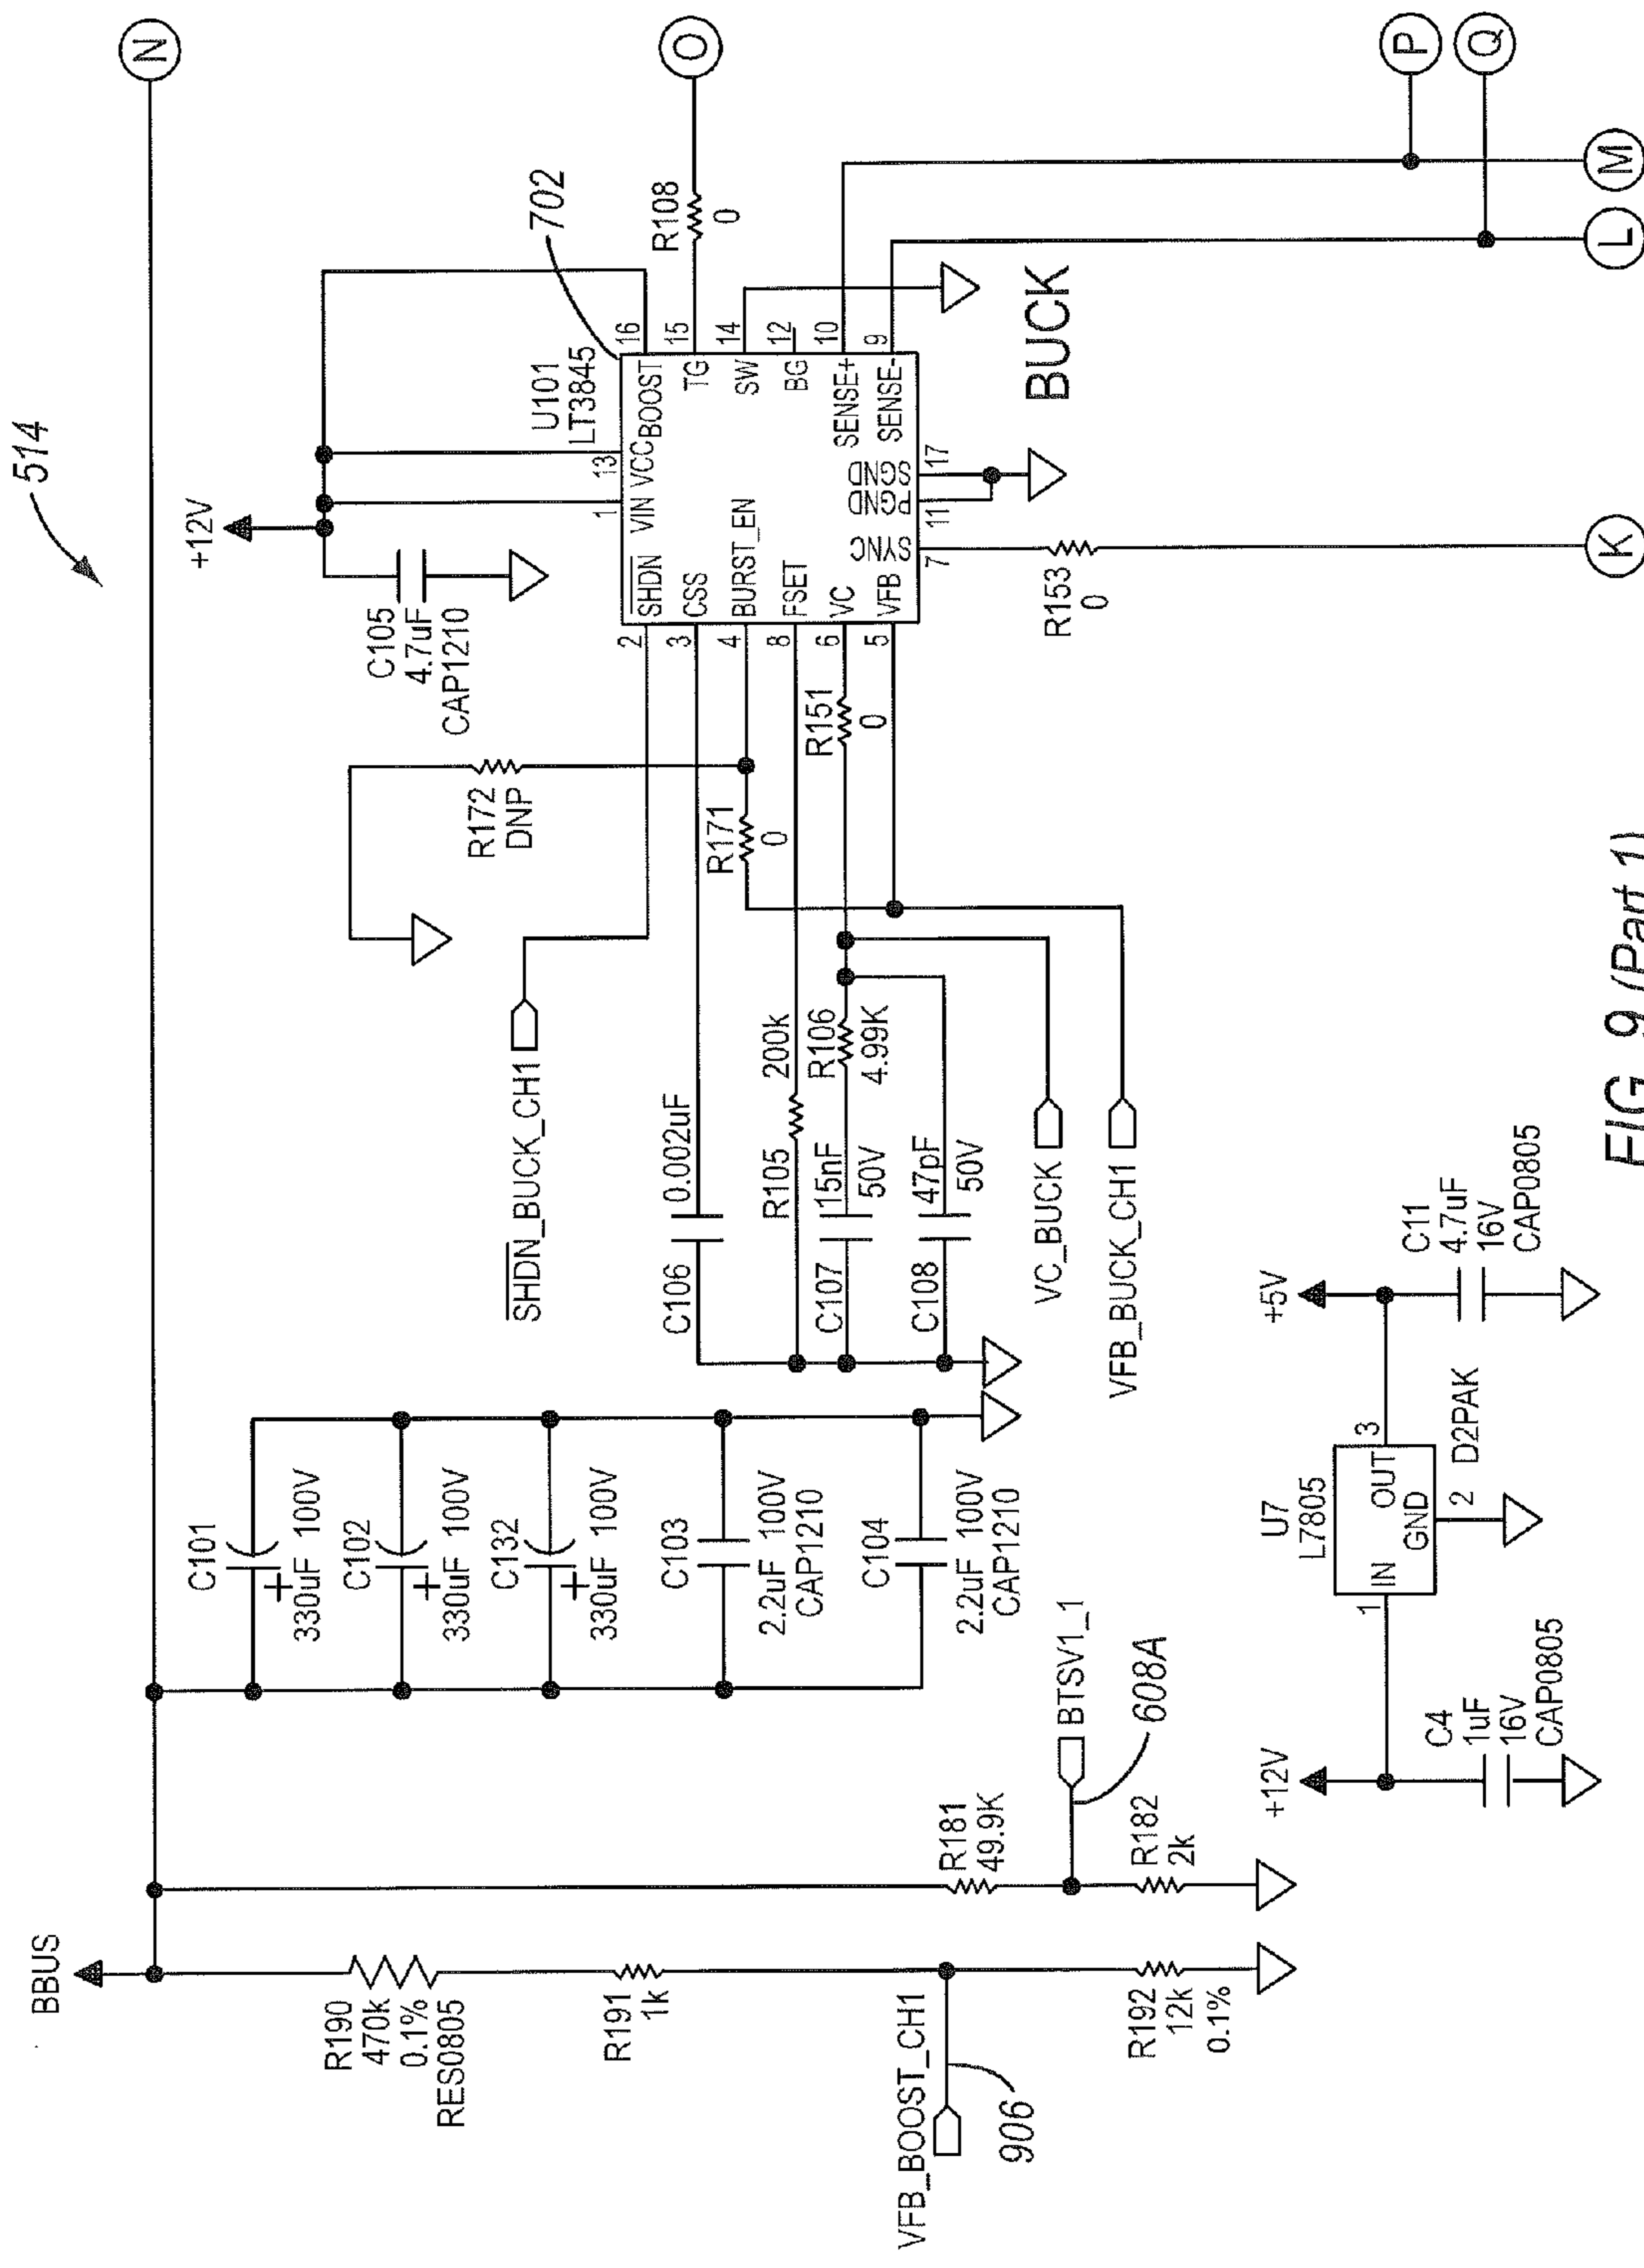 514
N
BBUS
+12V
C105
4.7uF
CAP1210
U101
LT3845
702
1
13
16
VIN
VCC
BOOST
SHDN
CSS
BURST_EN
FSET
VC
VFB
2
3
4
8
6
5
TG
SW
BG
SENSE+
SENSE-
15
14
12
10
9
SYNC
PGND
SGND
7
11
17
BUCK
R108
0
O
P
Q
M
L
K
R153
0
R172
DNP
R171
0
R151
0
SHDN_BUCK_CH1
C106
0.002uF
R105
200k
R106
4.99K
C107
15nF
50V
C108
47pF
50V
VC_BUCK
VFB_BUCK_CH1
C101
+
330uF 100V
C102
+
330uF 100V
C132
+
330uF 100V
C103
2.2uF 100V
CAP1210
C104
2.2uF 100V
CAP1210
R190
470k
0.1%
RES0805
R191
1k
VFB_BOOST_CH1
906
R192
12k
0.1%
R181
49.9K
BTSV1_1
608A
R182
2k
+12V
C4
1uF
16V
CAP0805
U7
L7805
1
IN
OUT
3
GND
2
D2PAK
+5V
C11
4.7uF
16V
CAP0805
FIG. 9 (Part 1)